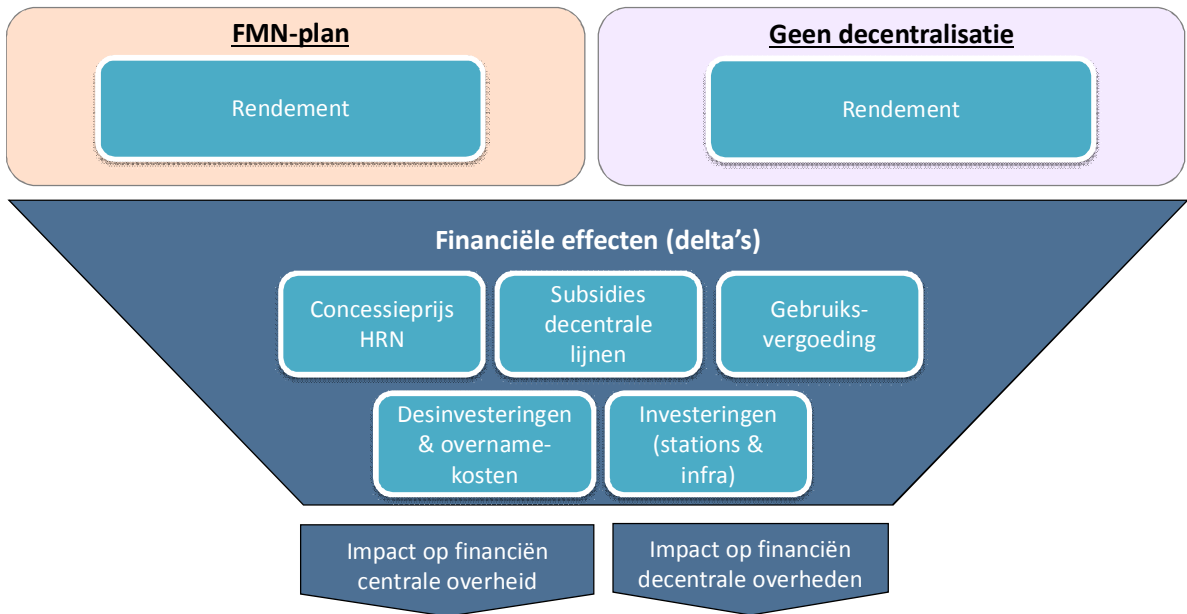 FMN-plan
Rendement
Geen decentralisatie
Rendement
Financiële effecten (delta's)
Concessieprijs
HRN
Subsidies
decentrale
lijnen
Gebruiks-
vergoeding
Desinvesteringen
& overname-
kosten
Investeringen
(stations &
infra)
Impact op financiën
centrale overheid
Impact op financiën
decentrale overheden